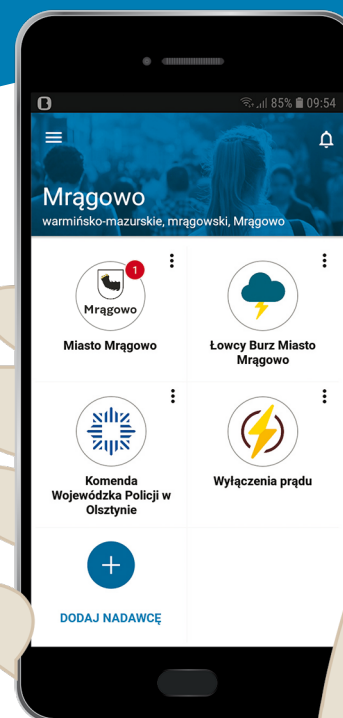 85% 09:54
Mrągowo
warmińsko-mazurskie, mrągowski, Mrągowo
1
Mrągowo
Miasto Mrągowo
Łowcy Burz Miasto
Mrągowo
Komenda
Wojewódzka Policji w
Olsztynie
Wyłączenia prądu
DODAJ NADAWCĘ